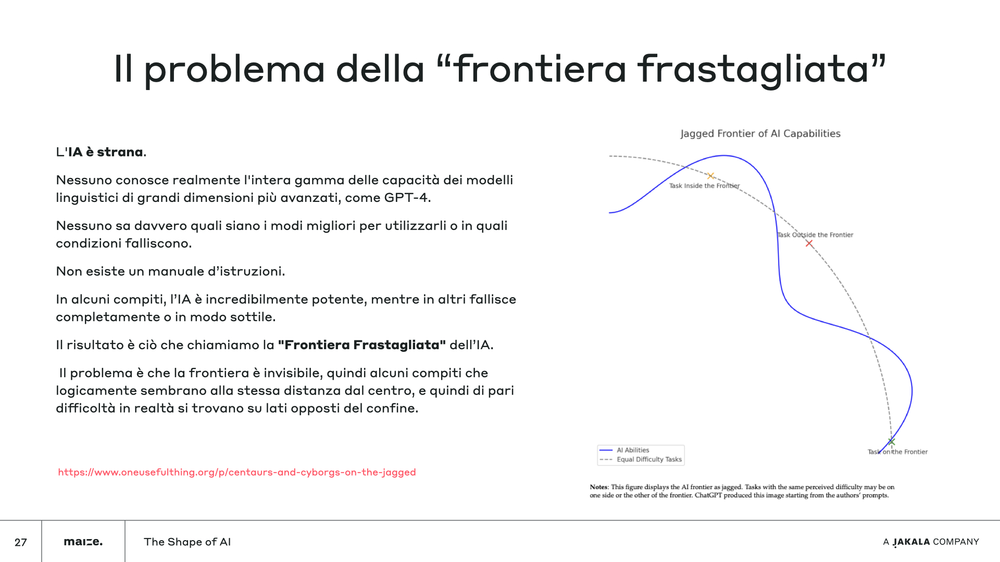 Il problema della “frontiera frastagliata”
L'IA è strana.
Nessuno conosce realmente l'intera gamma delle capacità dei modelli
linguistici di grandi dimensioni più avanzati, come GPT-4.
Nessuno sa davvero quali siano i modi migliori per utilizzarli o in quali
condizioni falliscono.
Non esiste un manuale d’istruzioni.
In alcuni compiti, l’IA è incredibilmente potente, mentre in altri fallisce
completamente o in modo sottile.
Il risultato è ciò che chiamiamo la "Frontiera Frastagliata" dell’IA.
Il problema è che la frontiera è invisibile, quindi alcuni compiti che
logicamente sembrano alla stessa distanza dal centro, e quindi di pari
difficoltà in realtà si trovano su lati opposti del confine.
https://www.oneusefulthing.org/p/centaurs-and-cyborgs-on-the-jagged
Jagged Frontier of AI Capabilities
Task Inside the Frontier
Task Outside the Frontier
Task on the Frontier
AI Abilities
Equal Difficulty Tasks
Notes: This figure displays the AI frontier as jagged. Tasks with the same perceived difficulty may be on
one side or the other of the frontier. ChatGPT produced this image starting from the authors’ prompts.
27
maize.
The Shape of AI
A JAKALA COMPANY